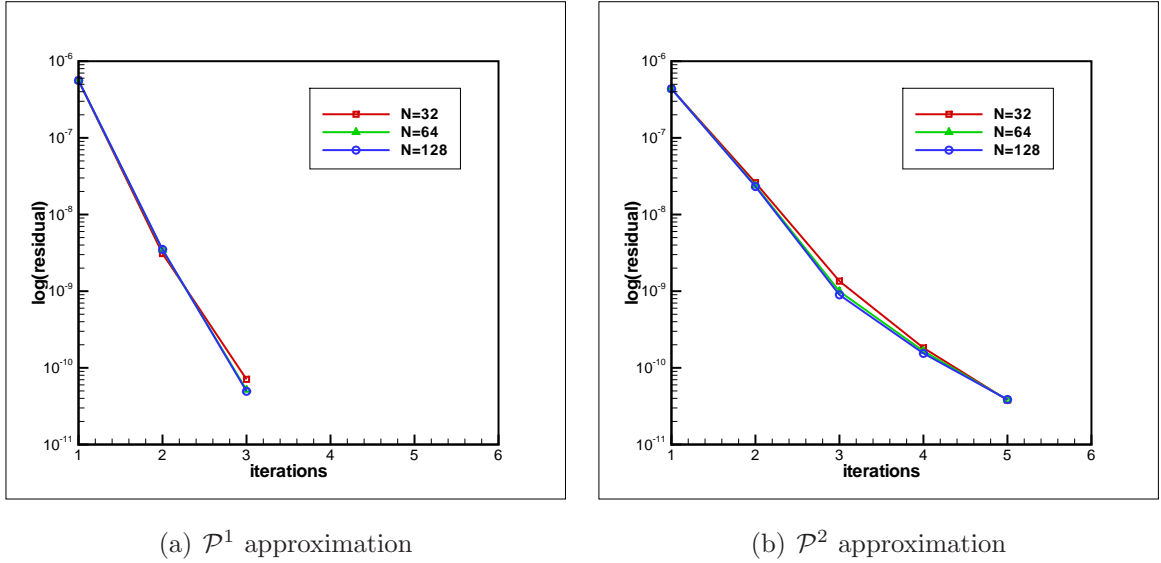 10^-6
10^-7
10^-8
10^-9
10^-10
10^-11
log(residual)
N=32
N=64
N=128
1 2 3 4 5 6
iterations
(a) 𝒫^1 approximation
10^-6
10^-7
10^-8
10^-9
10^-10
10^-11
log(residual)
N=32
N=64
N=128
1 2 3 4 5 6
iterations
(b) 𝒫^2 approximation